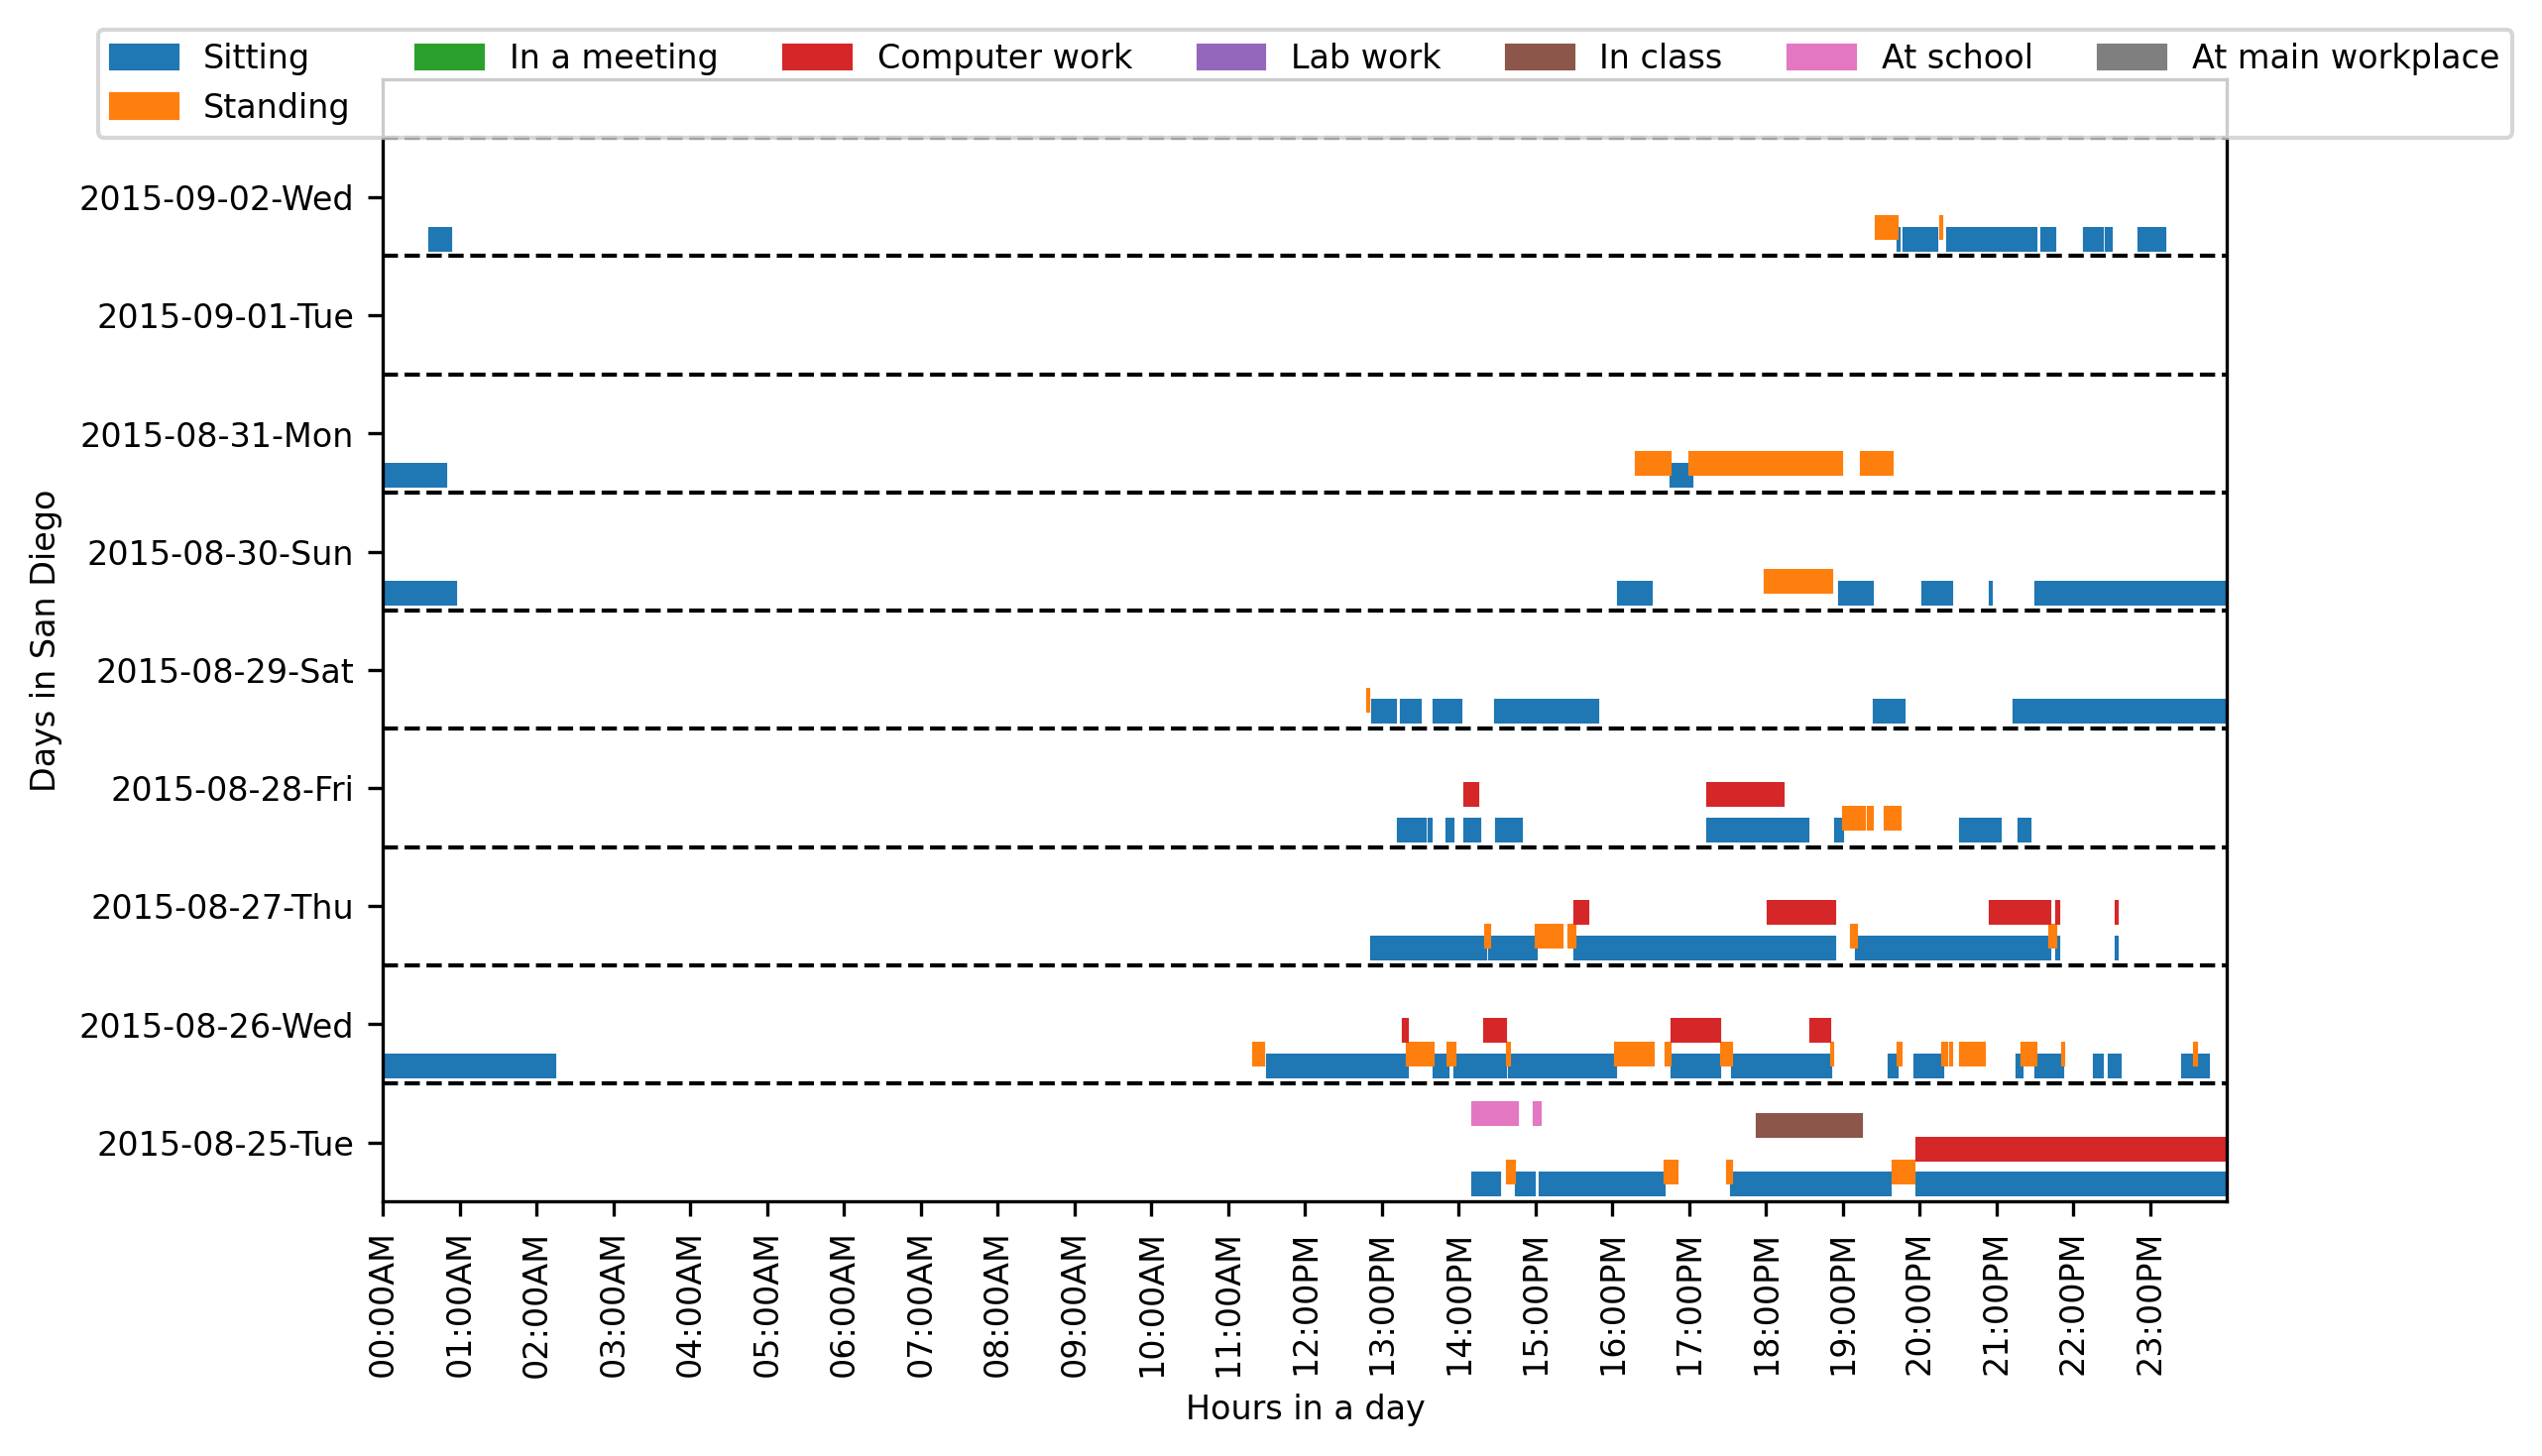 Sitting In a meeting Computer work Lab work In class At school At main workplace
Standing
2015-09-02-Wed
2015-09-01-Tue
2015-08-31-Mon
2015-08-30-Sun
2015-08-29-Sat
2015-08-28-Fri
2015-08-27-Thu
2015-08-26-Wed
2015-08-25-Tue
Days in San Diego
00:00AM 01:00AM 02:00AM 03:00AM 04:00AM 05:00AM 06:00AM 07:00AM 08:00AM 09:00AM 10:00AM 11:00AM 12:00PM 13:00PM 14:00PM 15:00PM 16:00PM 17:00PM 18:00PM 19:00PM 20:00PM 21:00PM 22:00PM 23:00PM
Hours in a day